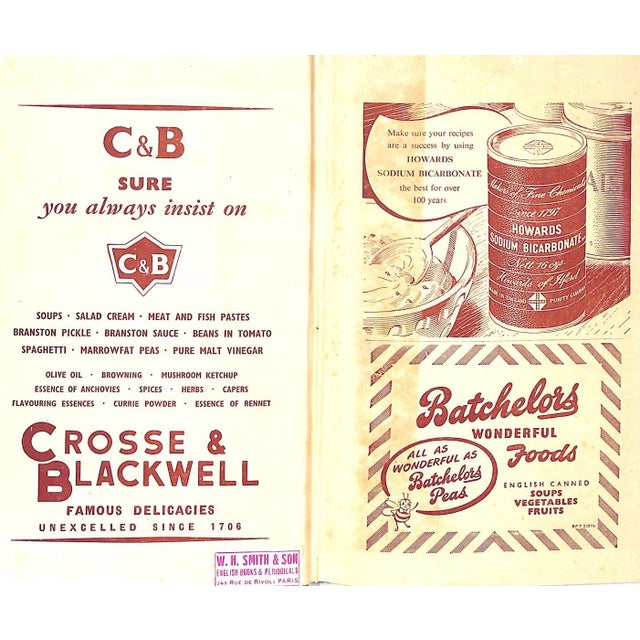 C&B
SURE
you always insist on
C&B
SOUPS · SALAD CREAM · MEAT AND FISH PASTES
BRANSTON PICKLE · BRANSTON SAUCE · BEANS IN TOMATO
SPAGHETTI · MARROWFAT PEAS · PURE MALT VINEGAR
OLIVE OIL · BROWNING · MUSHROOM KETCHUP
ESSENCE OF ANCHOVIES · SPICES · HERBS · CAPERS
FLAVOURING ESSENCES · CURRIE POWDER · ESSENCE OF RENNET
CROSSE &
BLACKWELL
FAMOUS DELICACIES
UNEXCELLED SINCE 1706
W. H. SMITH & SON
ENGLISH BOOKS & PERIODICALS
248 RUE DE RIVOLI PARIS
Make sure your recipes
are a success by using
HOWARDS
SODIUM BICARBONATE
the best for over
100 years
Makers of Fine Chemicals
Since 1797
HOWARDS
SODIUM BICARBONATE
Nett 16 ozs.
Howards of Ilford
MADE IN ENGLAND
PURITY GUARAN
Batchelors
WONDERFUL
Foods
ALL AS
WONDERFUL AS
Batchelors
Peas
ENGLISH CANNED
SOUPS
VEGETABLES
FRUITS